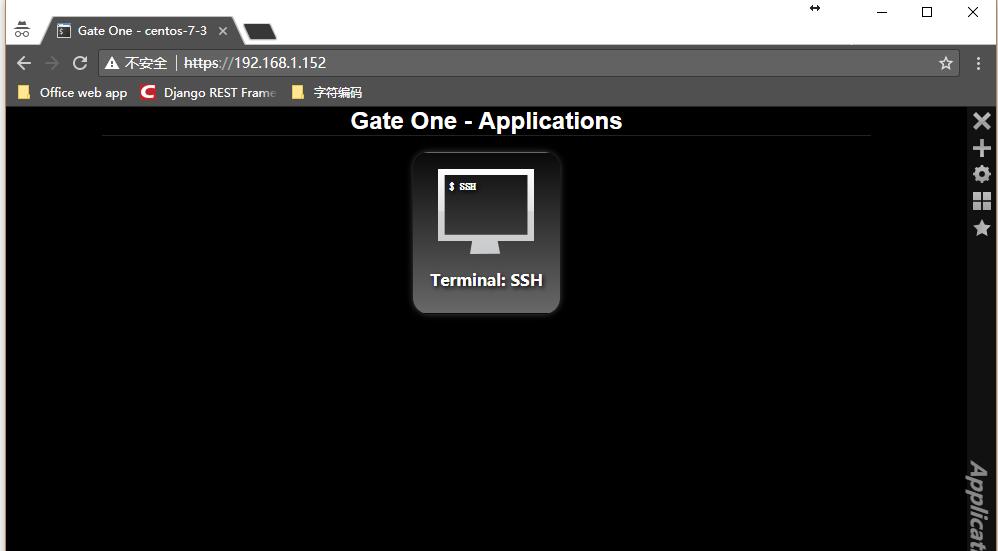 Gate One - centos-7-3
不安全 | https://192.168.1.152
Office web app Django REST Frame 字符编码
Gate One - Applications
$ SSH
Terminal: SSH
Applicati